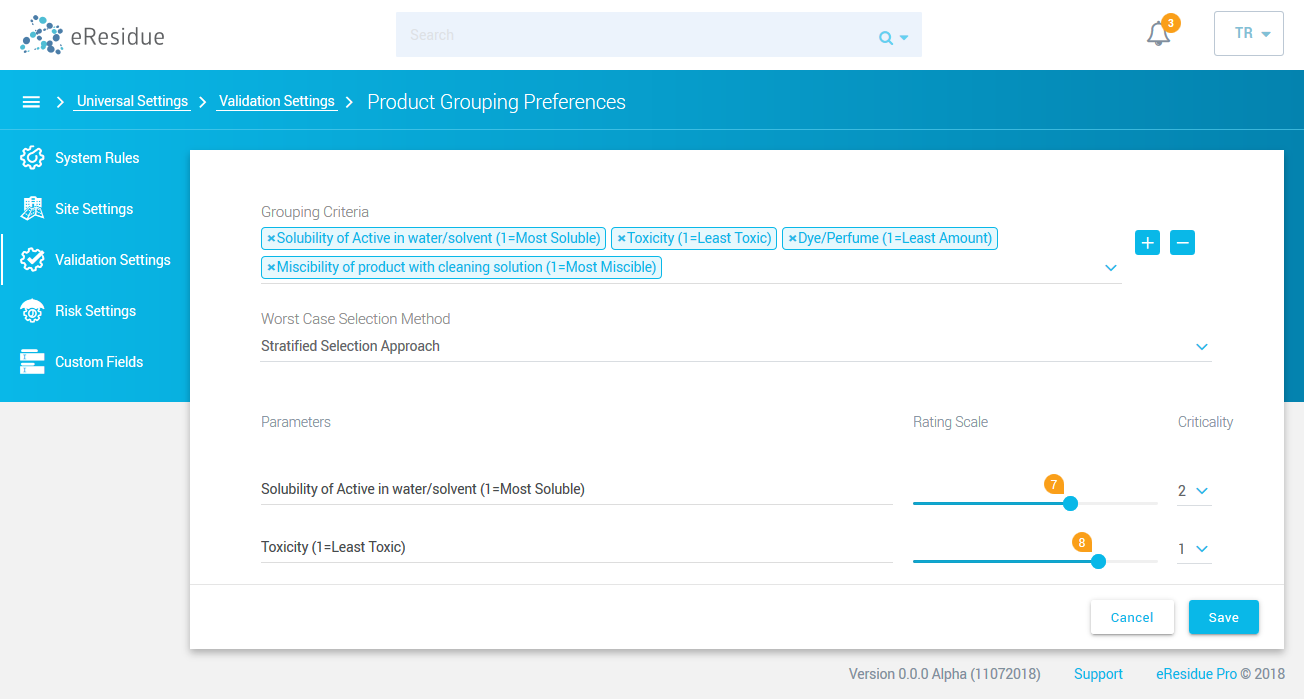 eResidue
Search
3
TR
Universal Settings
Validation Settings
Product Grouping Preferences
System Rules
Site Settings
Validation Settings
Risk Settings
Custom Fields
Grouping Criteria
×Solubility of Active in water/solvent (1=Most Soluble) ×Toxicity (1=Least Toxic) ×Dye/Perfume (1=Least Amount)
×Miscibility of product with cleaning solution (1=Most Miscible)
Worst Case Selection Method
Stratified Selection Approach
Parameters Rating Scale Criticality
Solubility of Active in water/solvent (1=Most Soluble) 7 2
Toxicity (1=Least Toxic) 8 1
Cancel Save
Version 0.0.0 Alpha (11072018) Support eResidue Pro © 2018